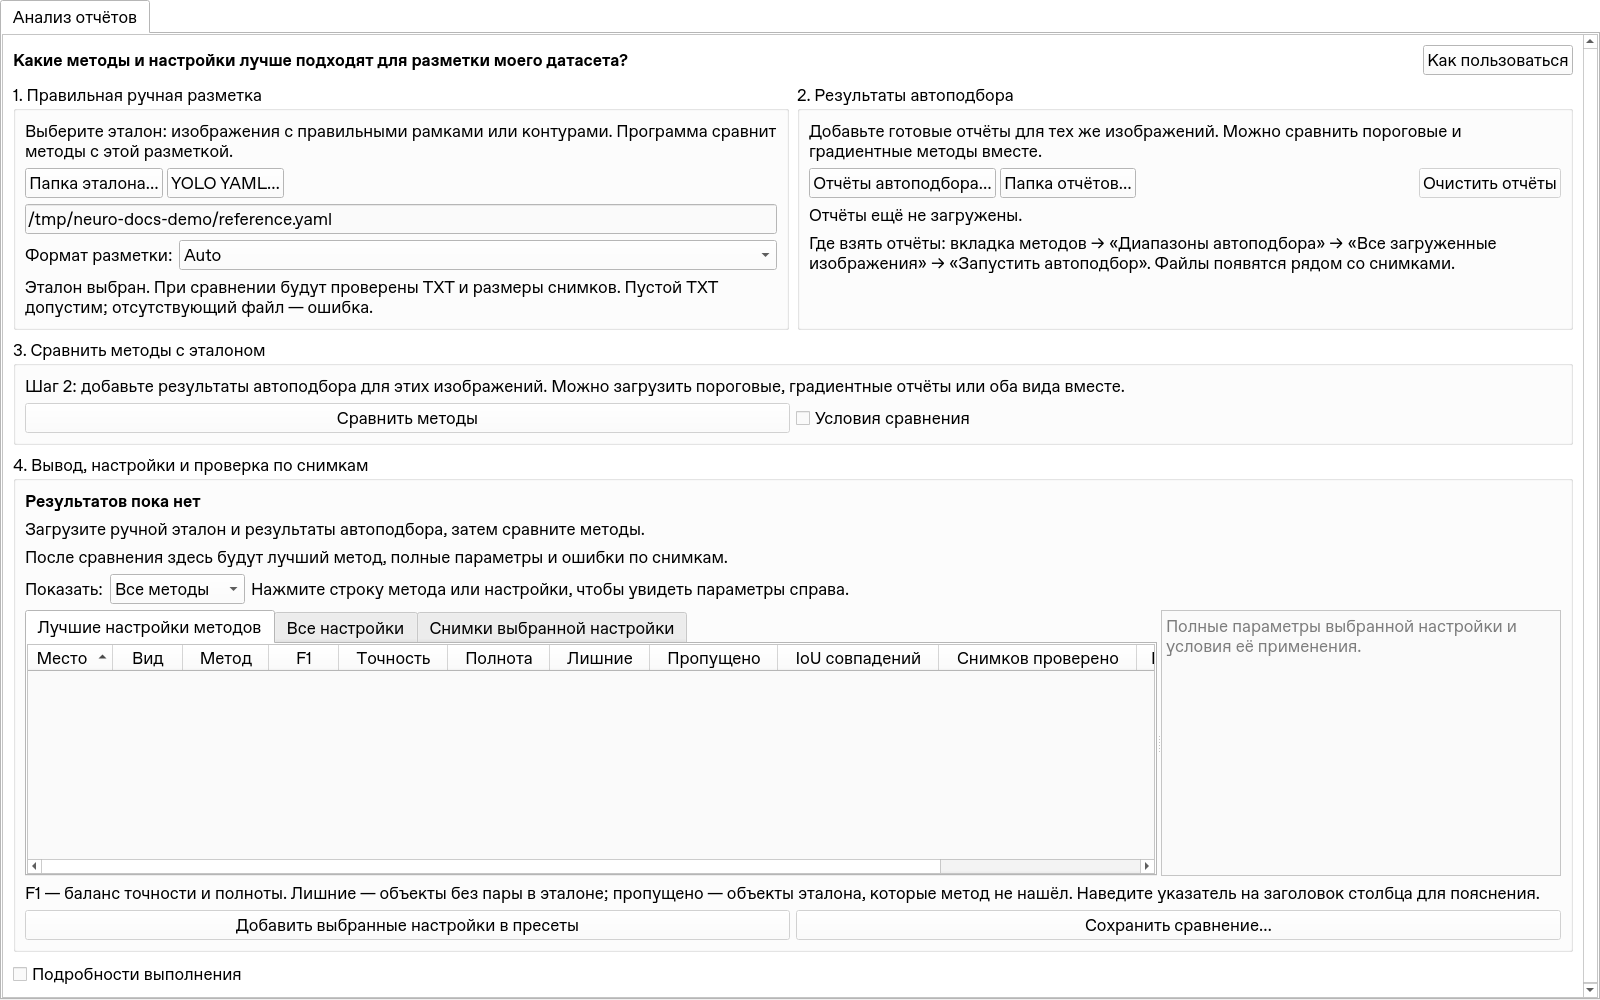 Анализ отчётов
Какие методы и настройки лучше подходят для разметки моего датасета?
Как пользоваться
1. Правильная ручная разметка
Выберите эталон: изображения с правильными рамками или контурами. Программа сравнит
методы с этой разметкой.
Папка эталона...
YOLO YAML...
/tmp/neuro-docs-demo/reference.yaml
Формат разметки:
Auto
Эталон выбран. При сравнении будут проверены TXT и размеры снимков. Пустой TXT
допустим; отсутствующий файл — ошибка.
2. Результаты автоподбора
Добавьте готовые отчёты для тех же изображений. Можно сравнить пороговые и
градиентные методы вместе.
Отчёты автоподбора...
Папка отчётов...
Очистить отчёты
Отчёты ещё не загружены.
Где взять отчёты: вкладка методов → «Диапазоны автоподбора» → «Все загруженные
изображения» → «Запустить автоподбор». Файлы появятся рядом со снимками.
3. Сравнить методы с эталоном
Шаг 2: добавьте результаты автоподбора для этих изображений. Можно загрузить пороговые, градиентные отчёты или оба вида вместе.
Сравнить методы
Условия сравнения
4. Вывод, настройки и проверка по снимкам
Результатов пока нет
Загрузите ручной эталон и результаты автоподбора, затем сравните методы.
После сравнения здесь будут лучший метод, полные параметры и ошибки по снимкам.
Показать:
Все методы
Нажмите строку метода или настройки, чтобы увидеть параметры справа.
Лучшие настройки методов
Все настройки
Снимки выбранной настройки
Место
Вид
Метод
F1
Точность
Полнота
Лишние
Пропущено
IoU совпадений
Снимков проверено
Полные параметры выбранной настройки и
условия её применения.
F1 — баланс точности и полноты. Лишние — объекты без пары в эталоне; пропущено — объекты эталона, которые метод не нашёл. Наведите указатель на заголовок столбца для пояснения.
Добавить выбранные настройки в пресеты
Сохранить сравнение...
Подробности выполнения